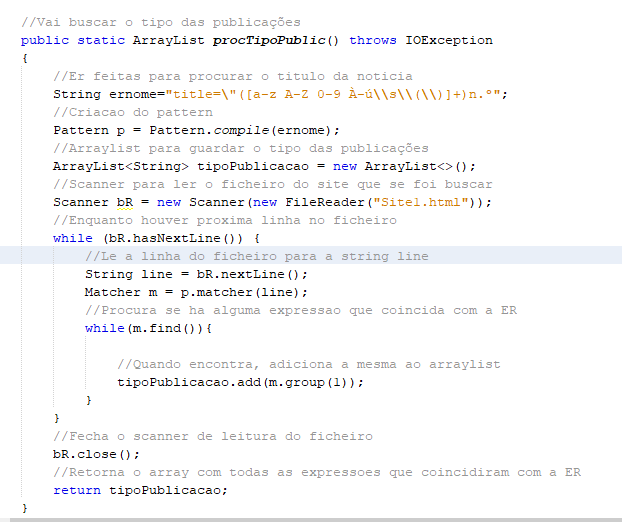 //Vai buscar o tipo das publicações
public static ArrayList procTipoPublic() throws IOException
{
//Er feitas para procurar o titulo da noticia
String ernome="title=\"([a-z A-Z 0-9 À-ú\\s\\(\\)]+)n.º";
//Criacao do pattern
Pattern p = Pattern.compile(ernome);
//Arraylist para guardar o tipo das publicações
ArrayList<String> tipoPublicacao = new ArrayList<>();
//Scanner para ler o ficheiro do site que se foi buscar
Scanner bR = new Scanner(new FileReader("Site1.html"));
//Enquanto houver proxima linha no ficheiro
while (bR.hasNextLine()) {
//Le a linha do ficheiro para a string line
String line = bR.nextLine();
Matcher m = p.matcher(line);
//Procura se ha alguma expressao que coincida com a ER
while(m.find()){
//Quando encontra, adiciona a mesma ao arraylist
tipoPublicacao.add(m.group(1));
}
}
//Fecha o scanner de leitura do ficheiro
bR.close();
//Retorna o array com todas as expressoes que coincidiram com a ER
return tipoPublicacao;
}